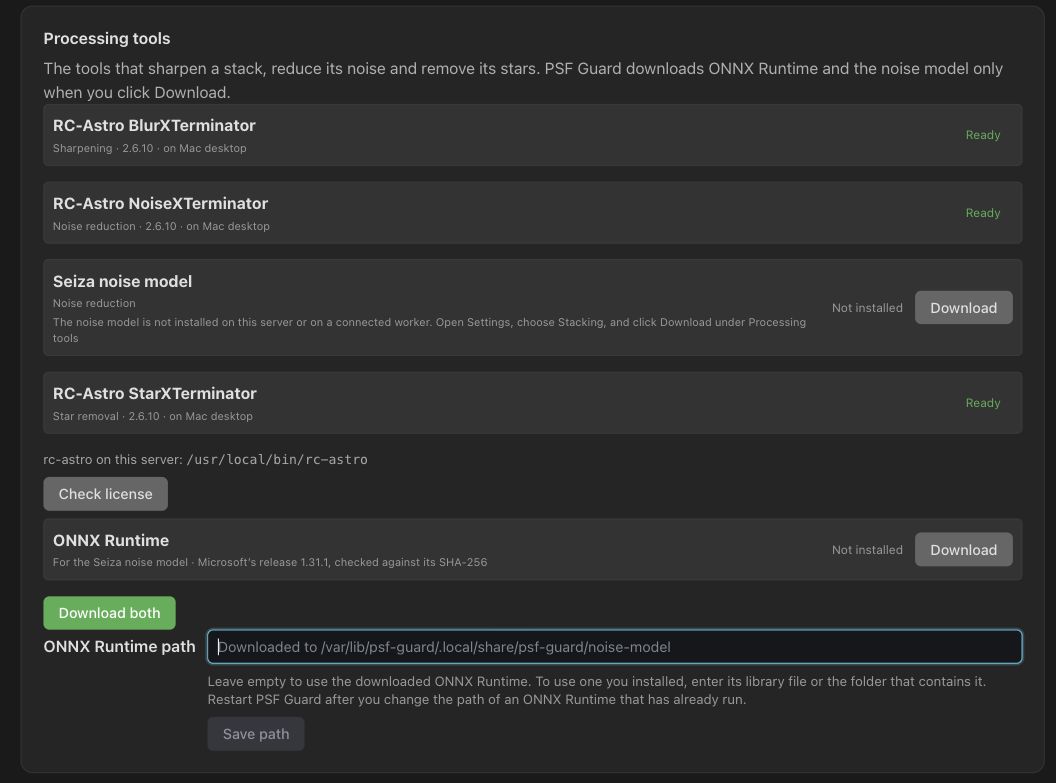 Processing tools
The tools that sharpen a stack, reduce its noise and remove its stars. PSF Guard downloads ONNX Runtime and the noise model only
when you click Download.
RC-Astro BlurXTerminator
Sharpening · 2.6.10 · on Mac desktop
Ready
RC-Astro NoiseXTerminator
Noise reduction · 2.6.10 · on Mac desktop
Ready
Seiza noise model
Noise reduction
The noise model is not installed on this server or on a connected worker. Open Settings, choose Stacking, and click Download under Processing
tools
Not installed
Download
RC-Astro StarXTerminator
Star removal · 2.6.10 · on Mac desktop
Ready
rc-astro on this server: /usr/local/bin/rc-astro
Check license
ONNX Runtime
For the Seiza noise model · Microsoft's release 1.31.1, checked against its SHA-256
Not installed
Download
Download both
ONNX Runtime path
Downloaded to /var/lib/psf-guard/.local/share/psf-guard/noise-model
Leave empty to use the downloaded ONNX Runtime. To use one you installed, enter its library file or the folder that contains it.
Restart PSF Guard after you change the path of an ONNX Runtime that has already run.
Save path